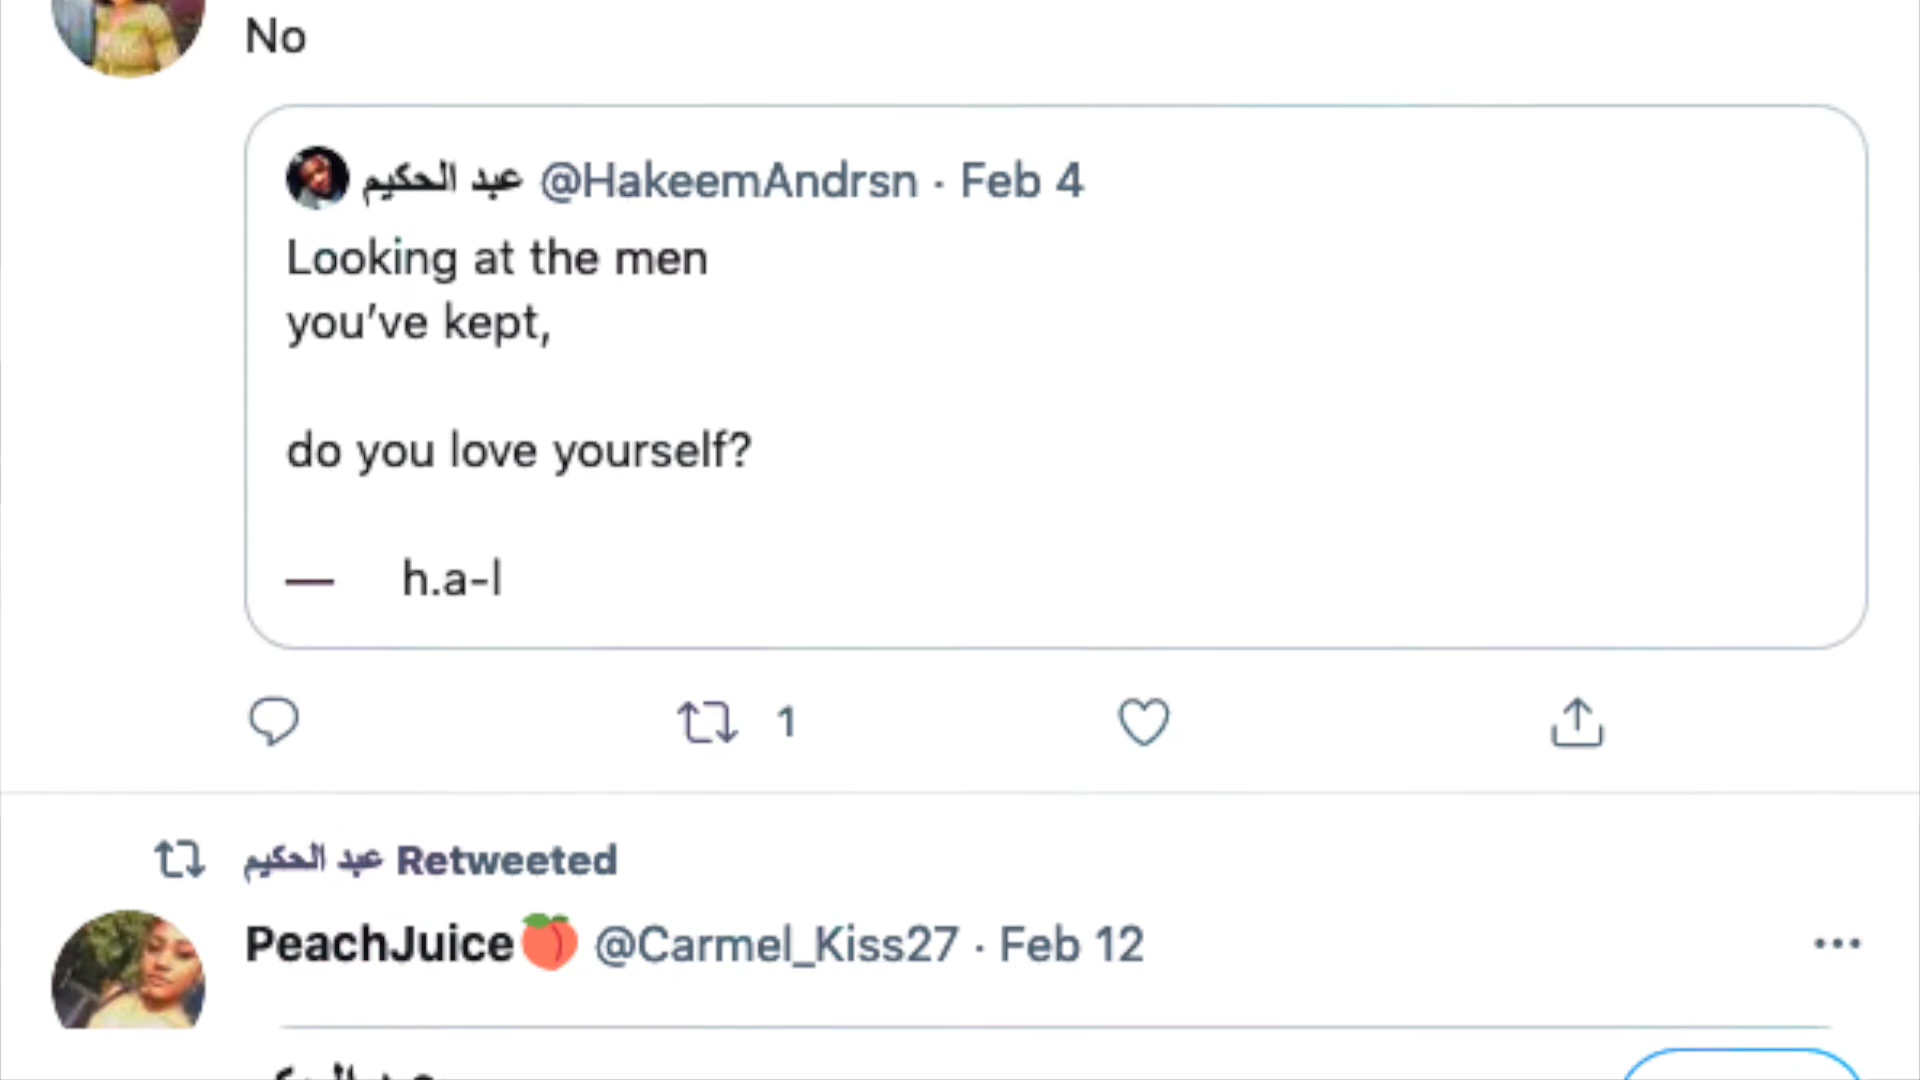 No
عبد الحكيم @HakeemAndrsn · Feb 4
Looking at the men
you've kept,
do you love yourself?
— h.a-l
1
عبد الحكيم Retweeted
PeachJuice🍑 @Carmel_Kiss27 · Feb 12